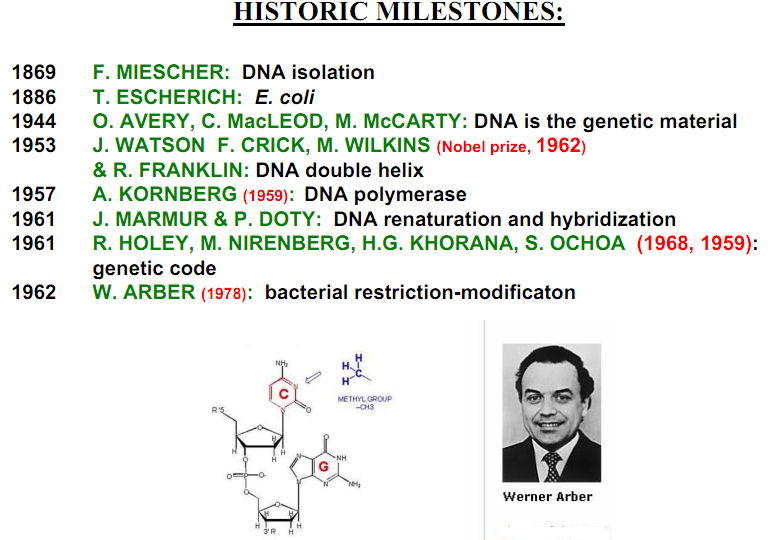 HISTORIC MILESTONES:
1869 F. MIESCHER: DNA isolation
1886 T. ESCHERICH: E. coli
1944 O. AVERY, C. MacLEOD, M. McCARTY: DNA is the genetic material
1953 J. WATSON F. CRICK, M. WILKINS (Nobel prize, 1962)
& R. FRANKLIN: DNA double helix
1957 A. KORNBERG (1959): DNA polymerase
1961 J. MARMUR & P. DOTY: DNA renaturation and hybridization
1961 R. HOLEY, M. NIRENBERG, H.G. KHORANA, S. OCHOA (1968, 1959):
genetic code
1962 W. ARBER (1978): bacterial restriction-modificaton
NH₂
C
N
N
O
R'5
O
H
H
H
O
O=P-O-
O
O
N
NH
G
N
N
NH₂
O
H
H
H
3'R
H
H
C
H
METHYL GROUP
–CH3
Werner Arber